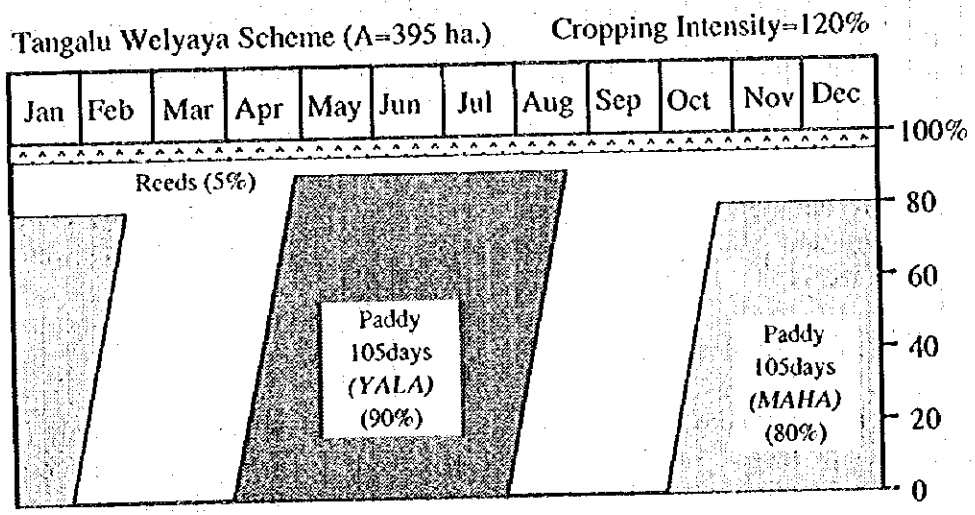 Tangalu Welyaya Scheme (A=395 ha.) Cropping Intensity=120%
Jan Feb Mar Apr May Jun Jul Aug Sep Oct Nov Dec
100%
Reeds (5%)
80
60
Paddy
105days
(YALA)
(90%)
Paddy
105days
(MAHA)
(80%)
40
20
0